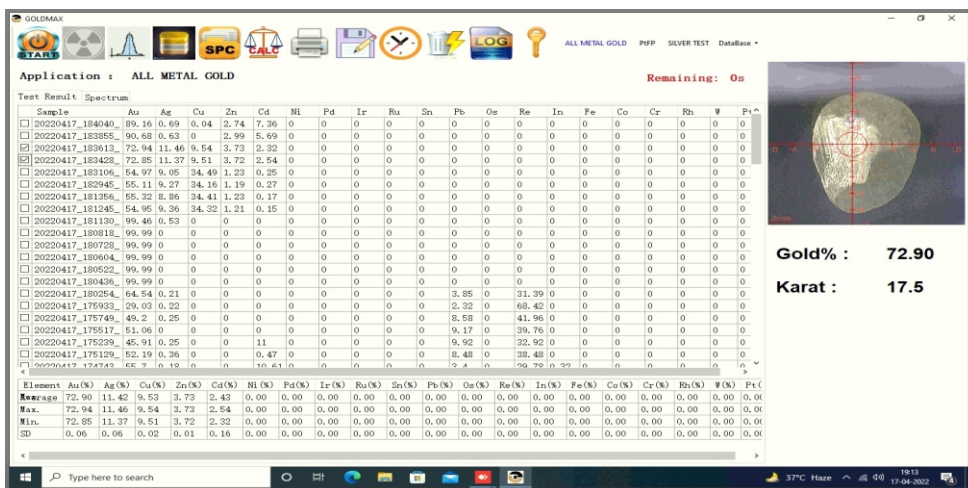 GOLDMAX
START SPC CALC LOG ALL METAL GOLD PtFP SILVER TEST DataBase
Application : ALL METAL GOLD Remaining: 0s
Test Result Spectrum
Sample Au Ag Cu Zn Cd Ni Pd Ir Ru Sn Pb Os Re In Fe Co Cr Rh W Pt
20220417_184040_ 89.16 0.69 0.04 2.74 7.36 0 0 0 0 0 0 0 0 0 0 0 0 0 0 0
20220417_183855_ 90.68 0.63 0 2.99 5.69 0 0 0 0 0 0 0 0 0 0 0 0 0 0 0
20220417_183613_ 72.94 11.46 9.54 3.73 2.32 0 0 0 0 0 0 0 0 0 0 0 0 0 0 0
20220417_183428_ 72.85 11.37 9.51 3.72 2.54 0 0 0 0 0 0 0 0 0 0 0 0 0 0 0
20220417_183106_ 54.97 9.05 34.49 1.23 0.25 0 0 0 0 0 0 0 0 0 0 0 0 0 0 0
20220417_182945_ 55.11 9.27 34.16 1.19 0.27 0 0 0 0 0 0 0 0 0 0 0 0 0 0 0
20220417_181356_ 55.32 8.86 34.41 1.23 0.17 0 0 0 0 0 0 0 0 0 0 0 0 0 0 0
20220417_181245_ 54.95 9.36 34.32 1.21 0.15 0 0 0 0 0 0 0 0 0 0 0 0 0 0 0
20220417_181130_ 99.46 0.53 0 0 0 0 0 0 0 0 0 0 0 0 0 0 0 0 0 0
20220417_180818_ 99.99 0 0 0 0 0 0 0 0 0 0 0 0 0 0 0 0 0 0 0
20220417_180728_ 99.99 0 0 0 0 0 0 0 0 0 0 0 0 0 0 0 0 0 0 0
20220417_180604_ 99.99 0 0 0 0 0 0 0 0 0 0 0 0 0 0 0 0 0 0 0
20220417_180522_ 99.99 0 0 0 0 0 0 0 0 0 0 0 0 0 0 0 0 0 0 0
20220417_180436_ 99.99 0 0 0 0 0 0 0 0 0 0 0 0 0 0 0 0 0 0 0
20220417_180254_ 64.54 0.21 0 0 0 0 0 0 0 0 3.85 0 31.39 0 0 0 0 0 0 0
20220417_175933_ 29.03 0.22 0 0 0 0 0 0 0 0 2.32 0 68.42 0 0 0 0 0 0 0
20220417_175749_ 49.2 0.25 0 0 0 0 0 0 0 0 8.58 0 41.96 0 0 0 0 0 0 0
20220417_175517_ 51.06 0 0 0 0 0 0 0 0 0 9.17 0 39.76 0 0 0 0 0 0 0
20220417_175239_ 45.91 0.25 0 0 11 0 0 0 0 0 9.92 0 32.92 0 0 0 0 0 0 0
20220417_175129_ 52.19 0.36 0 0 0.47 0 0 0 0 0 8.48 0 38.48 0 0 0 0 0 0 0
Element Au(%) Ag(%) Cu(%) Zn(%) Cd(%) Ni(%) Pd(%) Ir(%) Ru(%) Sn(%) Pb(%) Os(%) Re(%) In(%) Fe(%) Co(%) Cr(%) Rh(%) W(%) Pt(
72.90 11.42 9.53 3.73 2.43 0.00 0.00 0.00 0.00 0.00 0.00 0.00 0.00 0.00 0.00 0.00 0.00 0.00 0.00
Max. 72.94 11.46 9.54 3.73 2.54 0.00 0.00 0.00 0.00 0.00 0.00 0.00 0.00 0.00 0.00 0.00 0.00 0.00 0.00
Min. 72.85 11.37 9.51 3.72 2.32 0.00 0.00 0.00 0.00 0.00 0.00 0.00 0.00 0.00 0.00 0.00 0.00 0.00 0.00
SD 0.06 0.06 0.02 0.01 0.16 0.00 0.00 0.00 0.00 0.00 0.00 0.00 0.00 0.00 0.00 0.00 0.00 0.00 0.00
Gold% : 72.90
Karat : 17.5
Type here to search 37°C Haze 19:13
17-04-2022